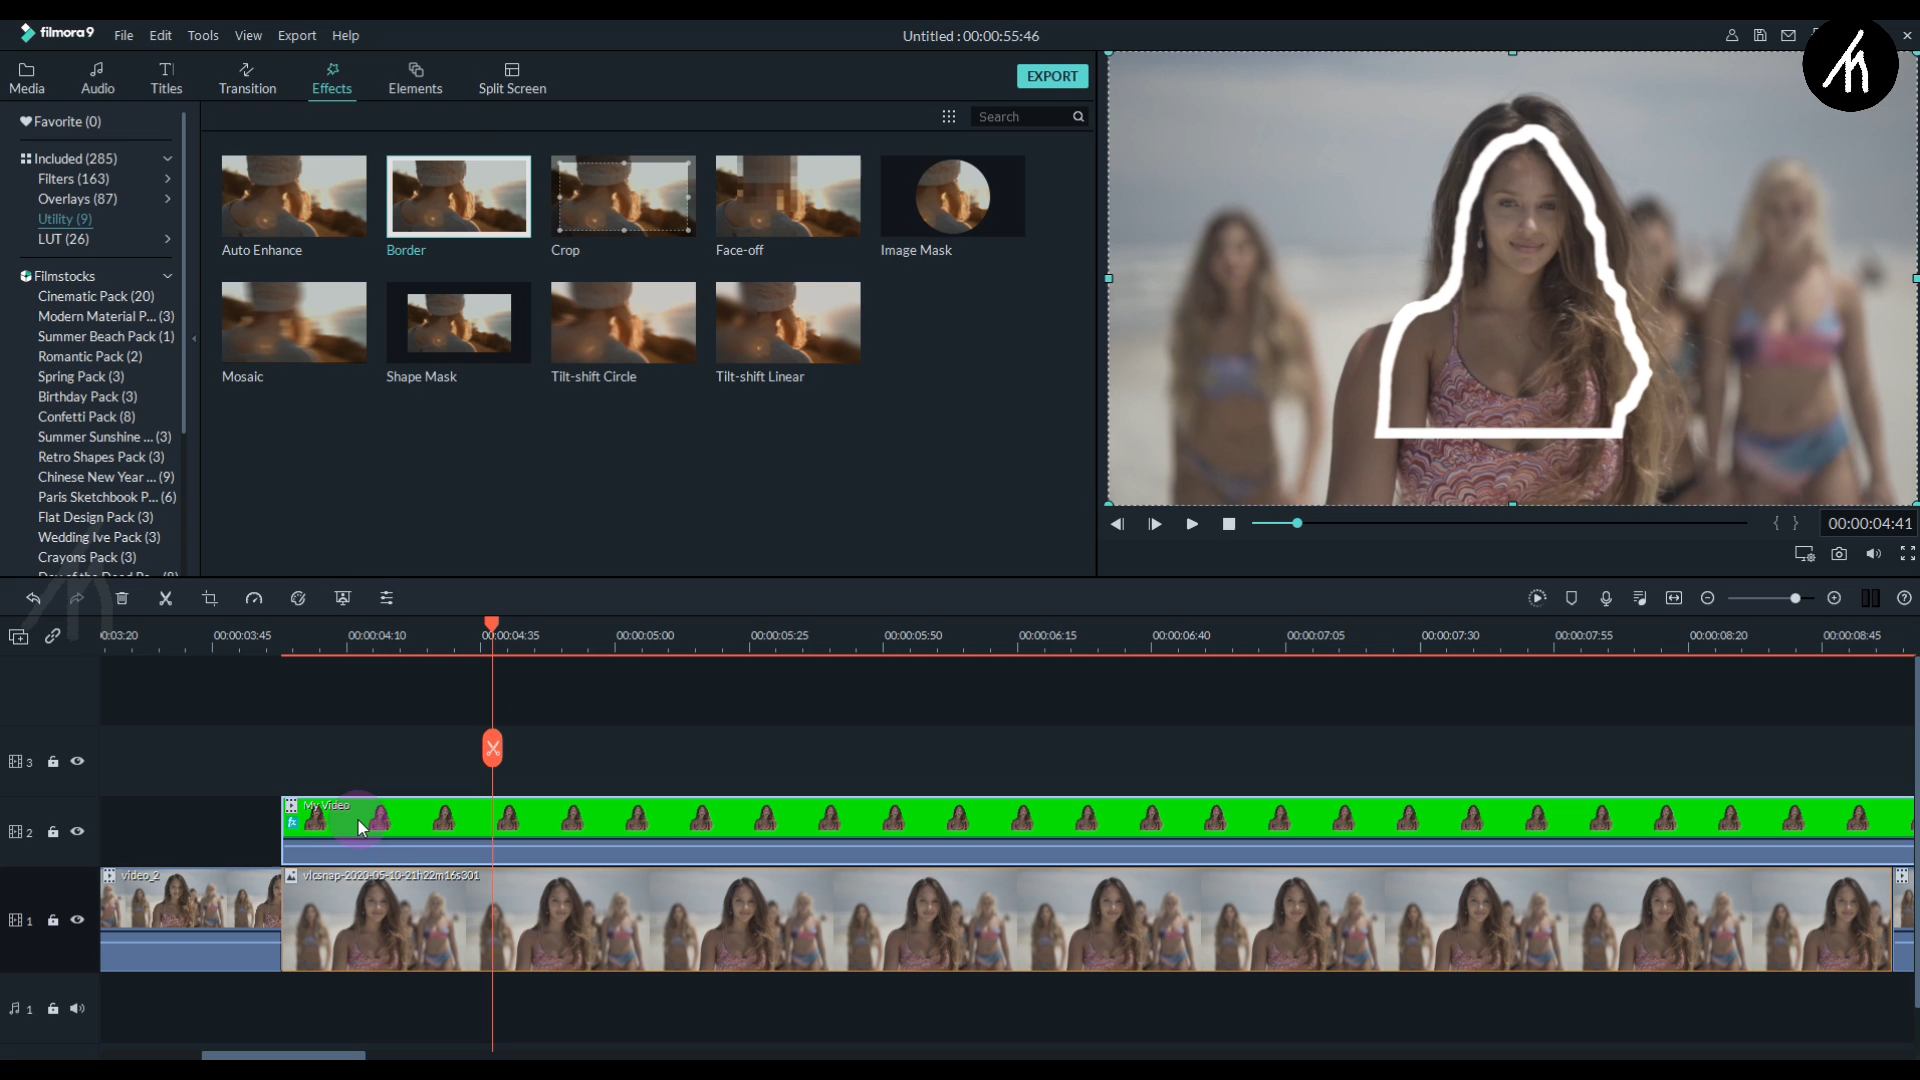 filmora9 File Edit Tools View Export Help Untitled : 00:00:55:46
Media Audio Titles Transition Effects Elements Split Screen EXPORT
Search
Favorite (0)
Included (285)
Filters (163)
Overlays (87)
Utility (9)
LUT (26)
Filmstocks
Cinematic Pack (20)
Modern Material P... (3)
Summer Beach Pack (1)
Romantic Pack (2)
Spring Pack (3)
Birthday Pack (3)
Confetti Pack (8)
Summer Sunshine ... (3)
Retro Shapes Pack (3)
Chinese New Year ... (9)
Paris Sketchbook P... (6)
Flat Design Pack (3)
Wedding Ive Pack (3)
Crayons Pack (3)
Auto Enhance Border Crop Face-off Image Mask
Mosaic Shape Mask Tilt-shift Circle Tilt-shift Linear
{ } 00:00:04:41
0:03:20 00:00:03:45 00:00:04:10 00:00:04:35 00:00:05:00 00:00:05:25 00:00:05:50 00:00:06:15 00:00:06:40 00:00:07:05 00:00:07:30 00:00:07:55 00:00:08:20 00:00:08:45
3
2 My Video
fx
video_2 vlcsnap-2020-05-10-21h22m16s301
1
1